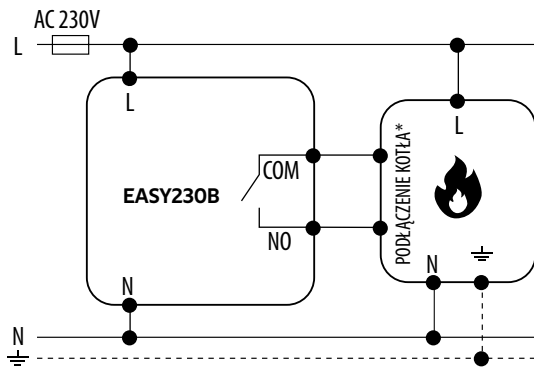 AC 230V
L
L
L
COM
EASY230B
NO
PODŁĄCZENIE KOTŁA*
N
N
N